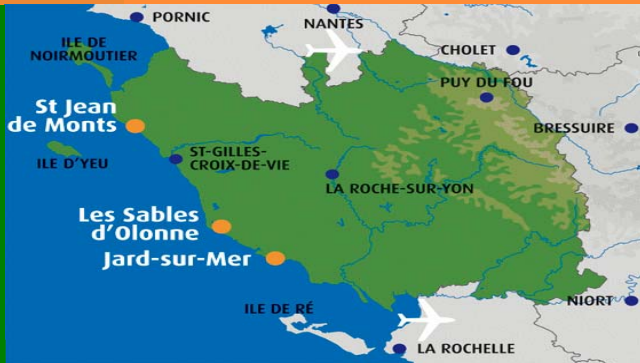 PORNIC
NANTES
ILE DE
NOIRMOUTIER
CHOLET
PUY DU FOU
St Jean
de Monts
BRESSUIRE
ST-GILLES-
CROIX-DE-VIE
ILE D'YEU
LA ROCHE-SUR-YON
Les Sables
d'Olonne
Jard-sur-Mer
ILE DE RÉ
NIORT
LA ROCHELLE